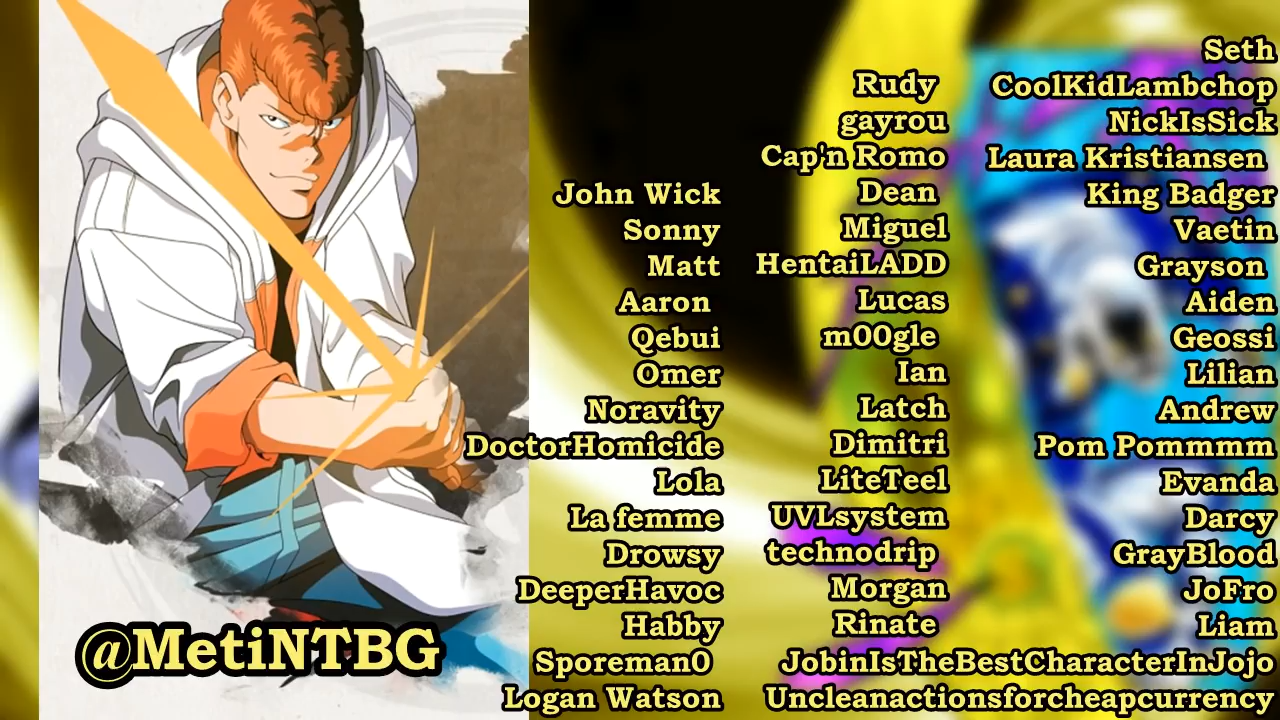 @MetiNTBG
John Wick
Sonny
Matt
Aaron
Qebui
Omer
Noravity
DoctorHomicide
Lola
La femme
Drowsy
DeeperHavoc
Habby
Sporeman0
Logan Watson
Rudy
gayrou
Cap'n Romo
Dean
Miguel
HentaiLADD
Lucas
m00gle
Ian
Latch
Dimitri
LiteTeel
UVLsystem
technodrip
Morgan
Rinate
Seth
CoolKidLambchop
NickIsSick
Laura Kristiansen
King Badger
Vaetin
Grayson
Aiden
Geossi
Lilian
Andrew
Pom Pommmm
Evanda
Darcy
GrayBlood
JoFro
Liam
JobinIsTheBestCharacterInJojo
Uncleanactionsforcheapcurrency